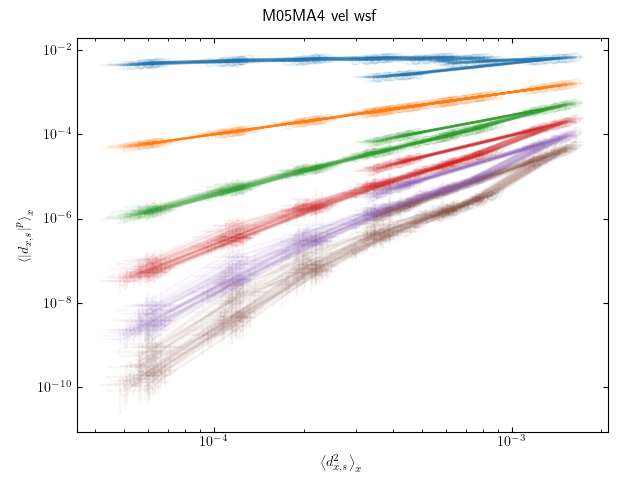 M05MA4 vel wsf
10⁻²
10⁻⁴
10⁻⁶
10⁻⁸
10⁻¹⁰
⟨|d_{x,s}|^p⟩_x
10⁻⁴ 10⁻³
⟨d²_{x,s}⟩_x